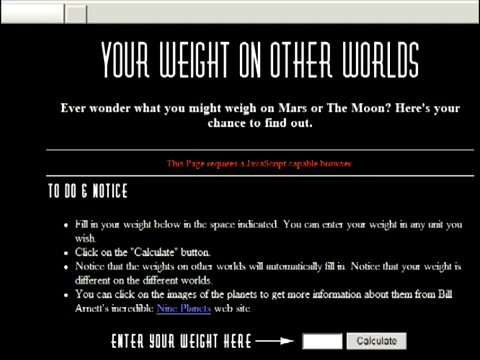 YOUR WEIGHT ON OTHER WORLDS
Ever wonder what you might weigh on Mars or The Moon? Here's your
chance to find out.
This Page requires a JavaScript capable browser
TO DO & NOTICE
• Fill in your weight below in the space indicated. You can enter your weight in any unit you
wish.
• Click on the "Calculate" button.
• Notice that the weights on other worlds will automatically fill in. Notice that your weight is
different on the different worlds.
• You can click on the images of the planets to get more information about them from Bill
Arnett's incredible Nine Planets web site.
ENTER YOUR WEIGHT HERE
Calculate